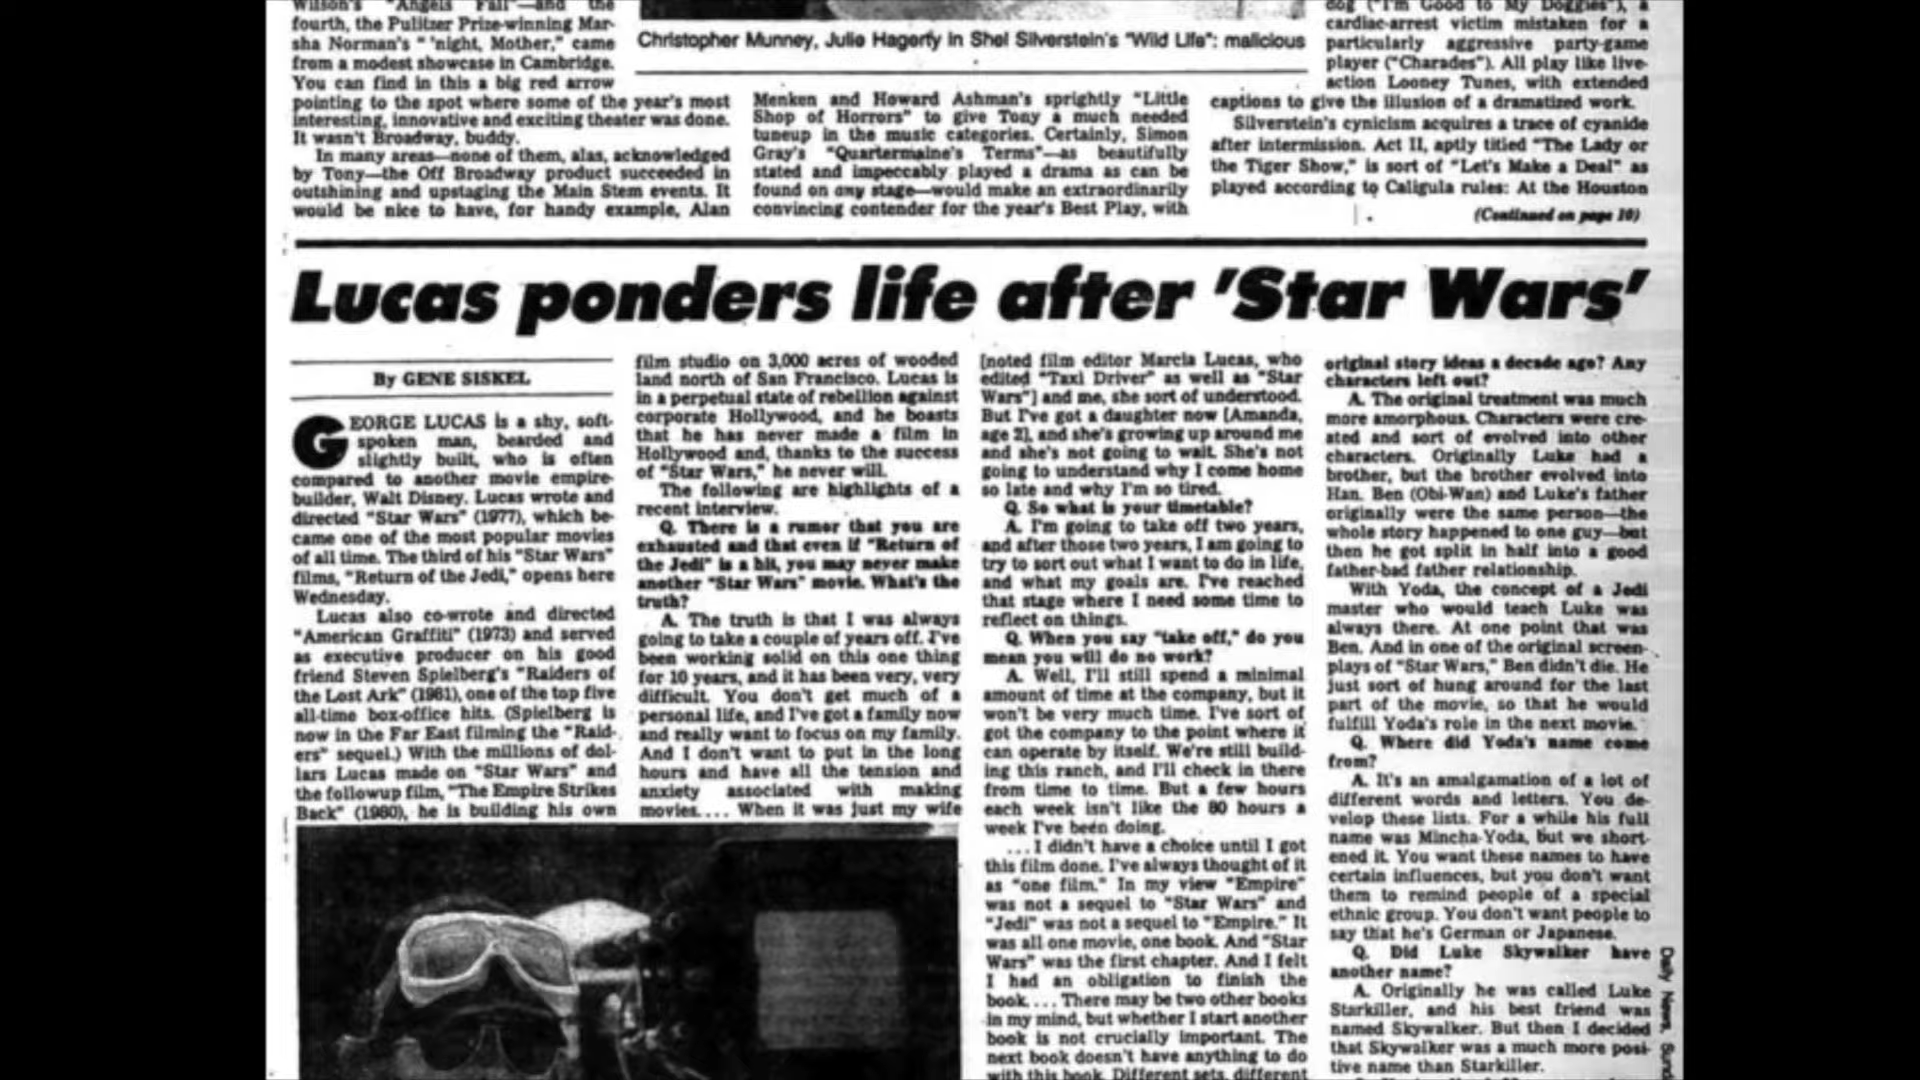 Wilson's "Angels Fall"—and the
fourth, the Pulitzer Prize-winning Mar-
sha Norman's " 'night, Mother," came
from a modest showcase in Cambridge.
You can find in this a big red arrow
pointing to the spot where some of the year's most
interesting, innovative and exciting theater was done.
It wasn't Broadway, buddy.
In many areas—none of them, alas, acknowledged
by Tony—the Off Broadway product succeeded in
outshining and upstaging the Main Stem events. It
would be nice to have, for handy example, Alan
Christopher Munney, Julie Hagerty in Shel Silverstein's "Wild Life": malicious
Menken and Howard Ashman's sprightly "Little
Shop of Horrors" to give Tony a much needed
tuneup in the music categories. Certainly, Simon
Gray's "Quartermaine's Terms"—as beautifully
stated and impeccably played a drama as can be
found on any stage—would make an extraordinarily
convincing contender for the year's Best Play, with
dog ("I'm Good to My Doggies"), a
cardiac-arrest victim mistaken for a
particularly aggressive party-game
player ("Charades"). All play like live-
action Looney Tunes, with extended
captions to give the illusion of a dramatized work.
Silverstein's cynicism acquires a trace of cyanide
after intermission. Act II, aptly titled "The Lady or
the Tiger Show," is sort of "Let's Make a Deal" as
played according to Caligula rules: At the Houston
(Continued on page 10)
Lucas ponders life after 'Star Wars'
By GENE SISKEL
GEORGE LUCAS is a shy, soft-
spoken man, bearded and
slightly built, who is often
compared to another movie empire-
builder, Walt Disney. Lucas wrote and
directed "Star Wars" (1977), which be-
came one of the most popular movies
of all time. The third of his "Star Wars"
films, "Return of the Jedi," opens here
Wednesday.
Lucas also co-wrote and directed
"American Graffiti" (1973) and served
as executive producer on his good
friend Steven Spielberg's "Raiders of
the Lost Ark" (1981), one of the top five
all-time box-office hits. (Spielberg is
now in the Far East filming the "Raid-
ers" sequel.) With the millions of dol-
lars Lucas made on "Star Wars" and
the followup film, "The Empire Strikes
Back" (1980), he is building his own
film studio on 3,000 acres of wooded
land north of San Francisco. Lucas is
in a perpetual state of rebellion against
corporate Hollywood, and he boasts
that he has never made a film in
Hollywood and, thanks to the success
of "Star Wars," he never will.
The following are highlights of a
recent interview.
Q. There is a rumor that you are
exhausted and that even if "Return of
the Jedi" is a hit, you may never make
another "Star Wars" movie. What's the
truth?
A. The truth is that I was always
going to take a couple of years off. I've
been working solid on this one thing
for 10 years, and it has been very, very
difficult. You don't get much of a
personal life, and I've got a family now
and really want to focus on my family.
And I don't want to put in the long
hours and have all the tension and
anxiety associated with making
movies.... When it was just my wife
[noted film editor Marcia Lucas, who
edited "Taxi Driver" as well as "Star
Wars"] and me, she sort of understood.
But I've got a daughter now [Amanda,
age 2], and she's growing up around me
and she's not going to wait. She's not
going to understand why I come home
so late and why I'm so tired.
Q. So what is your timetable?
A. I'm going to take off two years,
and after those two years, I am going to
try to sort out what I want to do in life,
and what my goals are. I've reached
that stage where I need some time to
reflect on things.
Q. When you say "take off," do you
mean you will do no work?
A. Well, I'll still spend a minimal
amount of time at the company, but it
won't be very much time. I've sort of
got the company to the point where it
can operate by itself. We're still build-
ing this ranch, and I'll check in there
from time to time. But a few hours
each week isn't like the 80 hours a
week I've been doing.
...I didn't have a choice until I got
this film done. I've always thought of it
as "one film." In my view "Empire"
was not a sequel to "Star Wars" and
"Jedi" was not a sequel to "Empire." It
was all one movie, one book. And "Star
Wars" was the first chapter. And I felt
I had an obligation to finish the
book.... There may be two other books
in my mind, but whether I start another
book is not crucially important. The
next book doesn't have anything to do
with this book. Different sets, different
original story ideas a decade ago? Any
characters left out?
A. The original treatment was much
more amorphous. Characters were cre-
ated and sort of evolved into other
characters. Originally Luke had a
brother, but the brother evolved into
Han. Ben (Obi-Wan) and Luke's father
originally were the same person—the
whole story happened to one guy—but
then he got split in half into a good
father-bad father relationship.
With Yoda, the concept of a Jedi
master who would teach Luke was
always there. At one point that was
Ben. And in one of the original screen-
plays of "Star Wars," Ben didn't die. He
just sort of hung around for the last
part of the movie, so that he would
fulfill Yoda's role in the next movie.
Q. Where did Yoda's name come
from?
A. It's an amalgamation of a lot of
different words and letters. You de-
velop these lists. For a while his full
name was Mincha-Yoda, but we short-
ened it. You want these names to have
certain influences, but you don't want
them to remind people of a special
ethnic group. You don't want people to
say that he's German or Japanese.
Q. Did Luke Skywalker have
another name?
A. Originally he was called Luke
Starkiller, and his best friend was
named Skywalker. But then I decided
that Skywalker was a much more posi-
tive name than Starkiller.
Daily News,